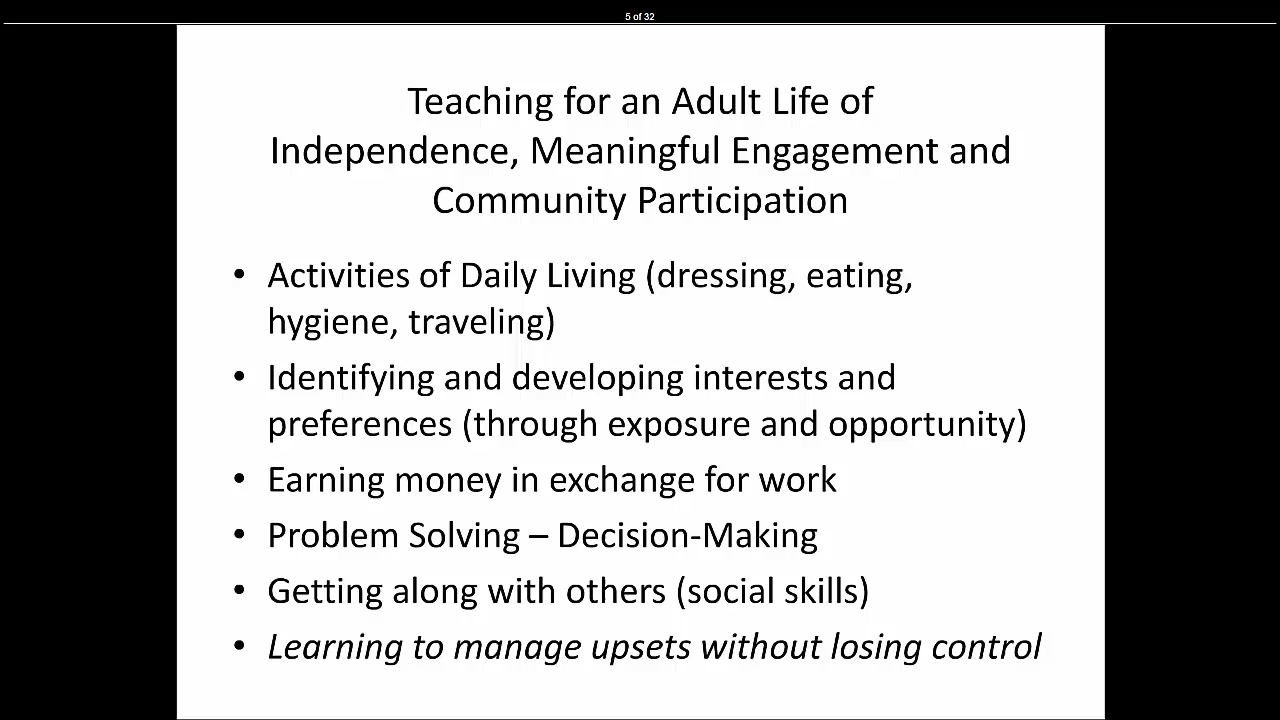 5 of 32
Teaching for an Adult Life of
Independence, Meaningful Engagement and
Community Participation
• Activities of Daily Living (dressing, eating,
hygiene, traveling)
• Identifying and developing interests and
preferences (through exposure and opportunity)
• Earning money in exchange for work
• Problem Solving – Decision-Making
• Getting along with others (social skills)
• Learning to manage upsets without losing control